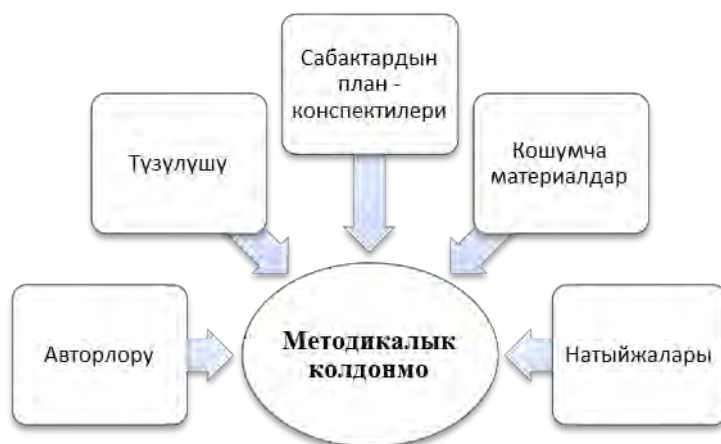 Сабактардын
план -
конспектилери
Түзүлүшү
Кошумча
материалдар
Авторлору
Методикалык
колдонмо
Натыйжалары